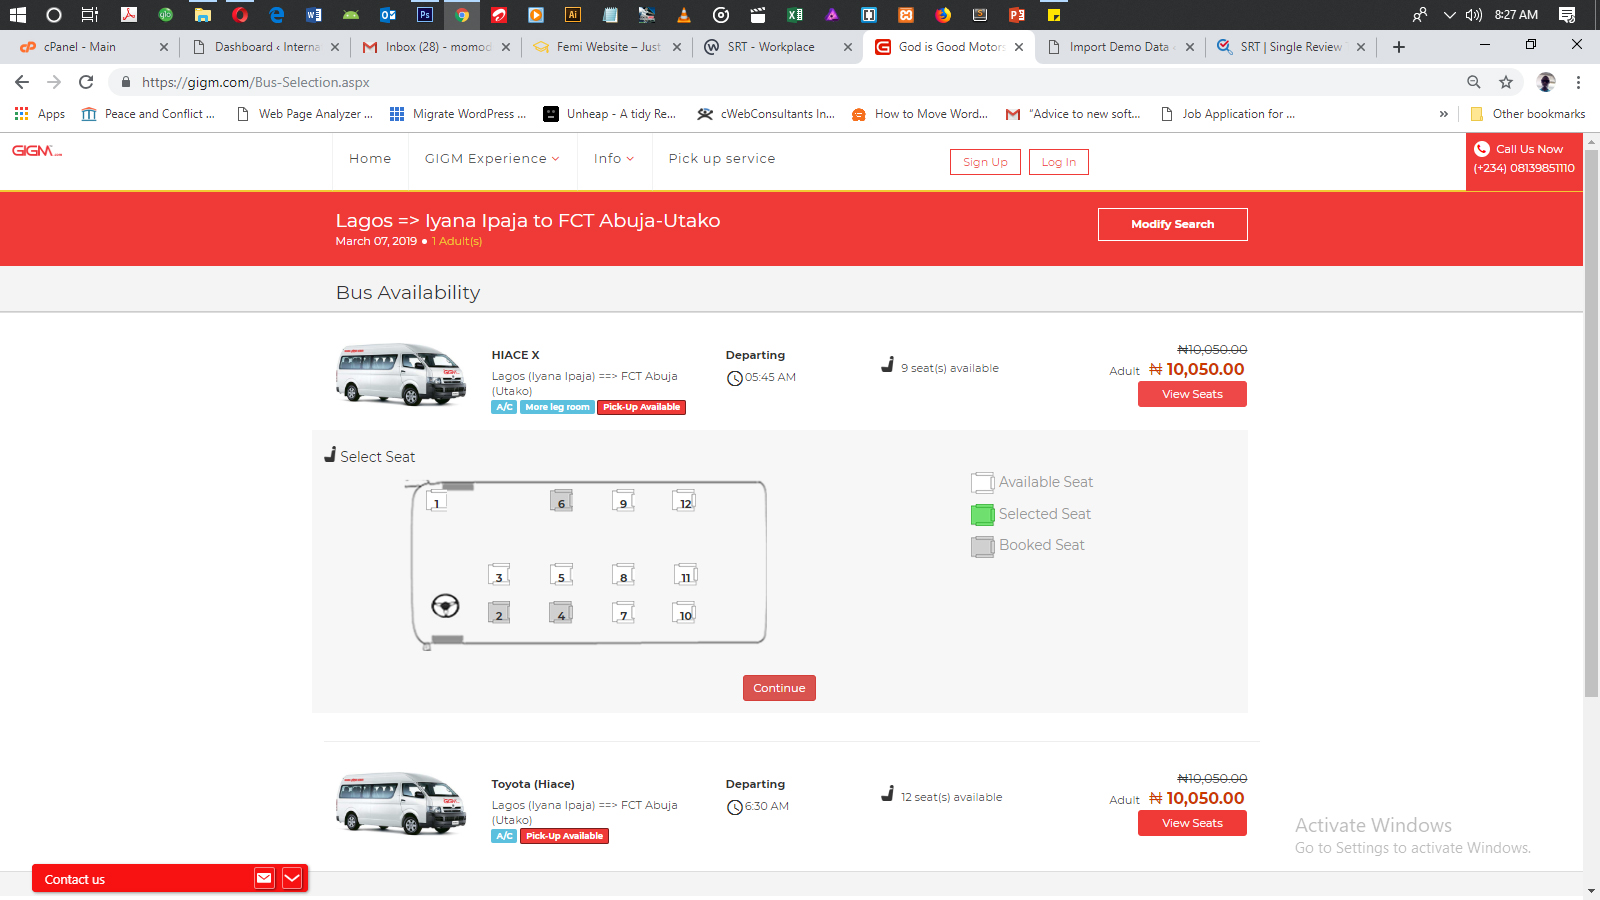 8:27 AM
cPanel - Main
Dashboard ‹ Interna
Inbox (28) - momod
Femi Website – Just
SRT - Workplace
God is Good Motors
Import Demo Data
SRT | Single Review
https://gigm.com/Bus-Selection.aspx
Apps
Peace and Conflict ...
Web Page Analyzer ...
Migrate WordPress ...
Unheap - A tidy Re...
cWebConsultants In...
How to Move Word...
“Advice to new soft...
Job Application for ...
»
Other bookmarks
GIGM
Home
GIGM Experience
Info
Pick up service
Sign Up
Log In
Call Us Now
(+234) 08139851110
Lagos => Iyana Ipaja to FCT Abuja-Utako
March 07, 2019 ● 1 Adult(s)
Modify Search
Bus Availability
HIACE X
Lagos (Iyana Ipaja) ==> FCT Abuja
(Utako)
A/C More leg room Pick-Up Available
Departing
05:45 AM
9 seat(s) available
₦10,050.00
Adult ₦ 10,050.00
View Seats
Select Seat
1 6 9 12
3 5 8 11
2 4 7 10
Available Seat
Selected Seat
Booked Seat
Continue
Toyota (Hiace)
Lagos (Iyana Ipaja) ==> FCT Abuja
(Utako)
A/C Pick-Up Available
Departing
6:30 AM
12 seat(s) available
₦10,050.00
Adult ₦ 10,050.00
View Seats
Activate Windows
Go to Settings to activate Windows.
Contact us